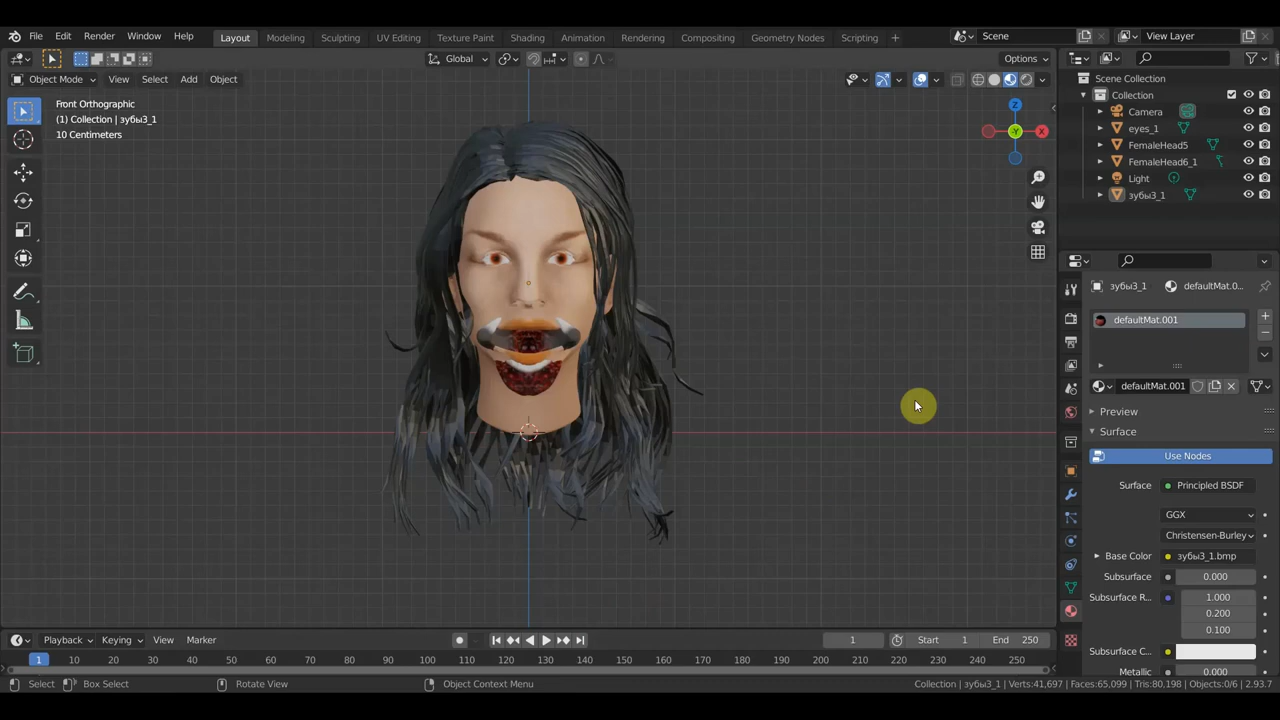 File Edit Render Window Help Layout Modeling Sculpting UV Editing Texture Paint Shading Animation Rendering Compositing Geometry Nodes Scripting + Scene View Layer
Global Options
Object Mode View Select Add Object
Front Orthographic
(1) Collection | зубы3_1
10 Centimeters
Z
X
-Y
Scene Collection
Collection
Camera
eyes_1
FemaleHead5
FemaleHead6_1
Light
зубы3_1
зубы3_1 defaultMat.0...
defaultMat.001
defaultMat.001
Preview
Surface
Use Nodes
Surface Principled BSDF
GGX
Christensen-Burley
Base Color зубы3_1.bmp
Subsurface 0.000
Subsurface R... 1.000
0.200
0.100
Subsurface C...
Metallic 0.000
Playback Keying View Marker 1 Start 1 End 250
1 10 20 30 40 50 60 70 80 90 100 110 120 130 140 150 160 170 180 190 200 210 220 230 240 250
Select Box Select Rotate View Object Context Menu Collection | зубы3_1 | Verts:41,697 | Faces:65,099 | Tris:80,198 | Objects:0/6 | 2.93.7